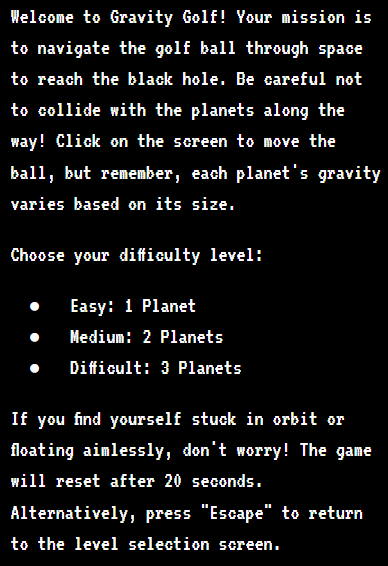 Welcome to Gravity Golf! Your mission is
to navigate the golf ball through space
to reach the black hole. Be careful not
to collide with the planets along the
way! Click on the screen to move the
ball, but remember, each planet's gravity
varies based on its size.
Choose your difficulty level:
● Easy: 1 Planet
● Medium: 2 Planets
● Difficult: 3 Planets
If you find yourself stuck in orbit or
floating aimlessly, don't worry! The game
will reset after 20 seconds.
Alternatively, press "Escape" to return
to the level selection screen.